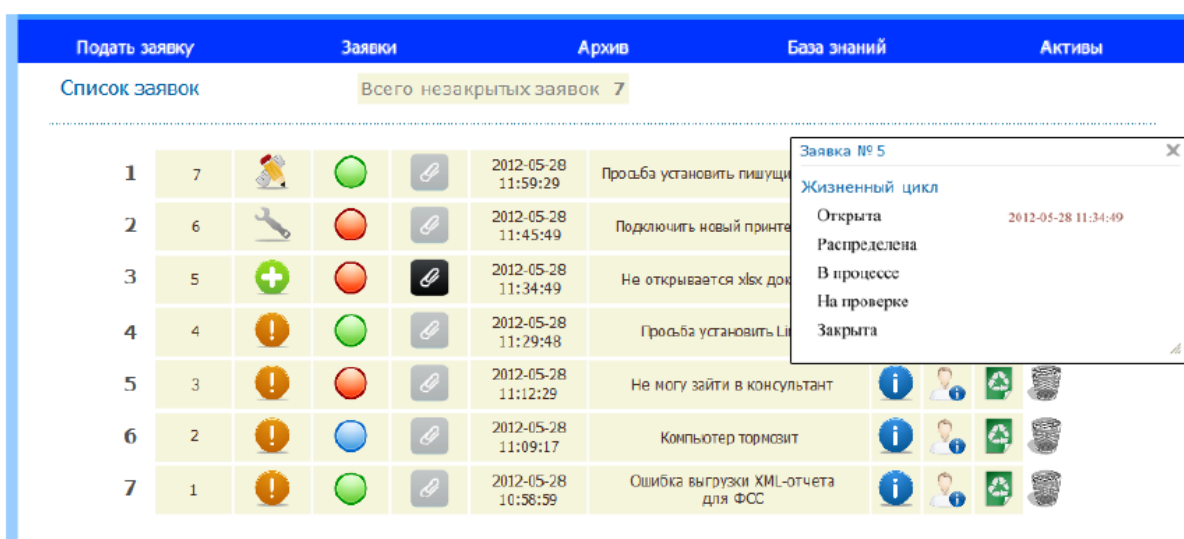 Подать заявку Заявки Архив База знаний Активы
Список заявок Всего незакрытых заявок 7
Заявка № 5
Жизненный цикл
Открыта 2012-05-28 11:34:49
Распределена
В процессе
На проверке
Закрыта
1 7 2012-05-28
11:59:29 Просьба установить пишущи
2 6 2012-05-28
11:45:49 Подключить новый принте
3 5 2012-05-28
11:34:49 Не открывается xlsx док
4 4 2012-05-28
11:29:48 Просьба установить Li
5 3 2012-05-28
11:12:29 Не могу зайти в консультант
6 2 2012-05-28
11:09:17 Компьютер тормозит
7 1 2012-05-28
10:58:59 Ошибка выгрузки XML-отчета
для ФСС